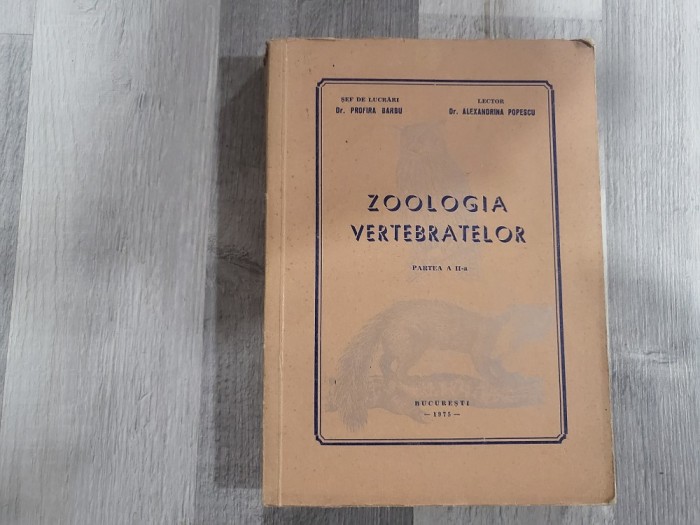 ŞEF DE LUCRĂRI
Dr. PROFIRA BARBU
LECTOR
Dr. ALEXANDRINA POPESCU
ZOOLOGIA
VERTEBRATELOR
PARTEA A II-a
BUCUREŞTI
— 1975 —